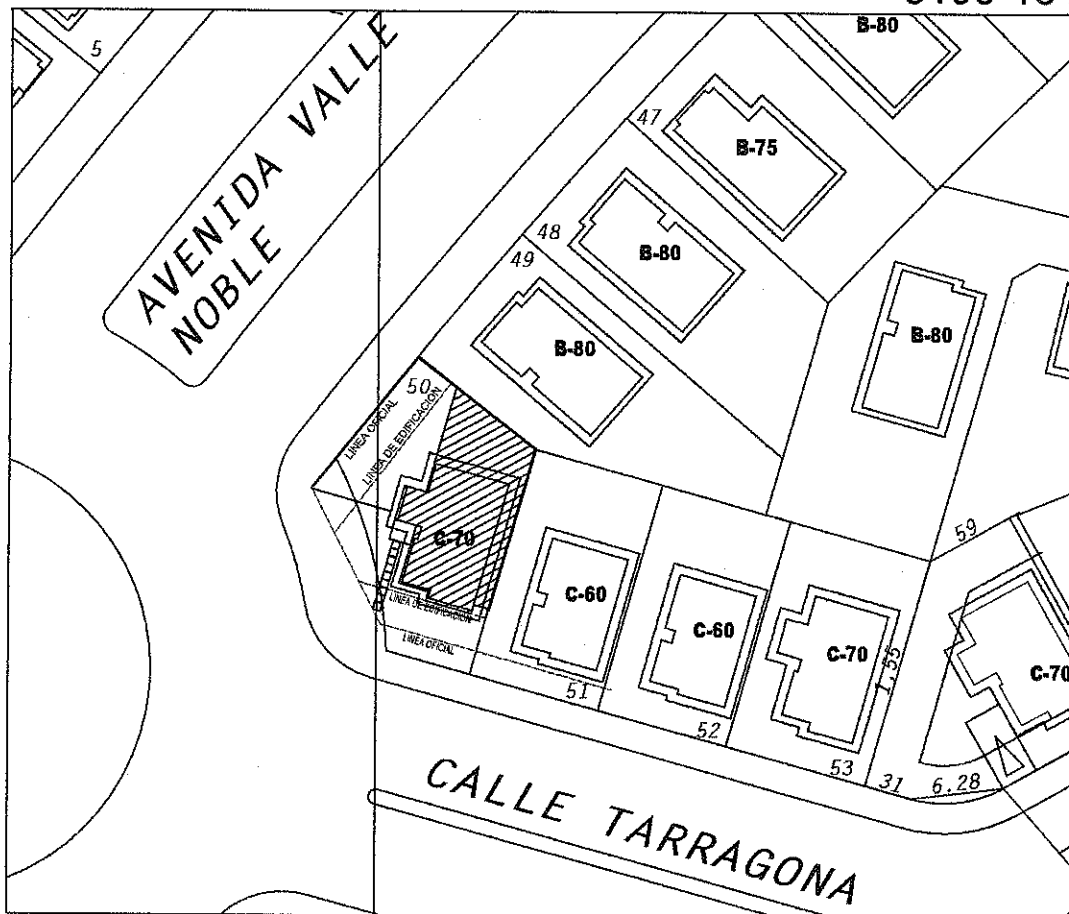 B-80
5
AVENIDA VALLE
NOBLE
47
B-75
48
B-80
49
B-80
B-80
50
LINEA OFICIAL
LINEA DE EDIFICACION
C-70
LINEA DE EDIFICACION
LINEA OFICIAL
C-60
51
C-60
52
C-70
1.55
53
59
C-70
31
6.28
CALLE TARRAGONA